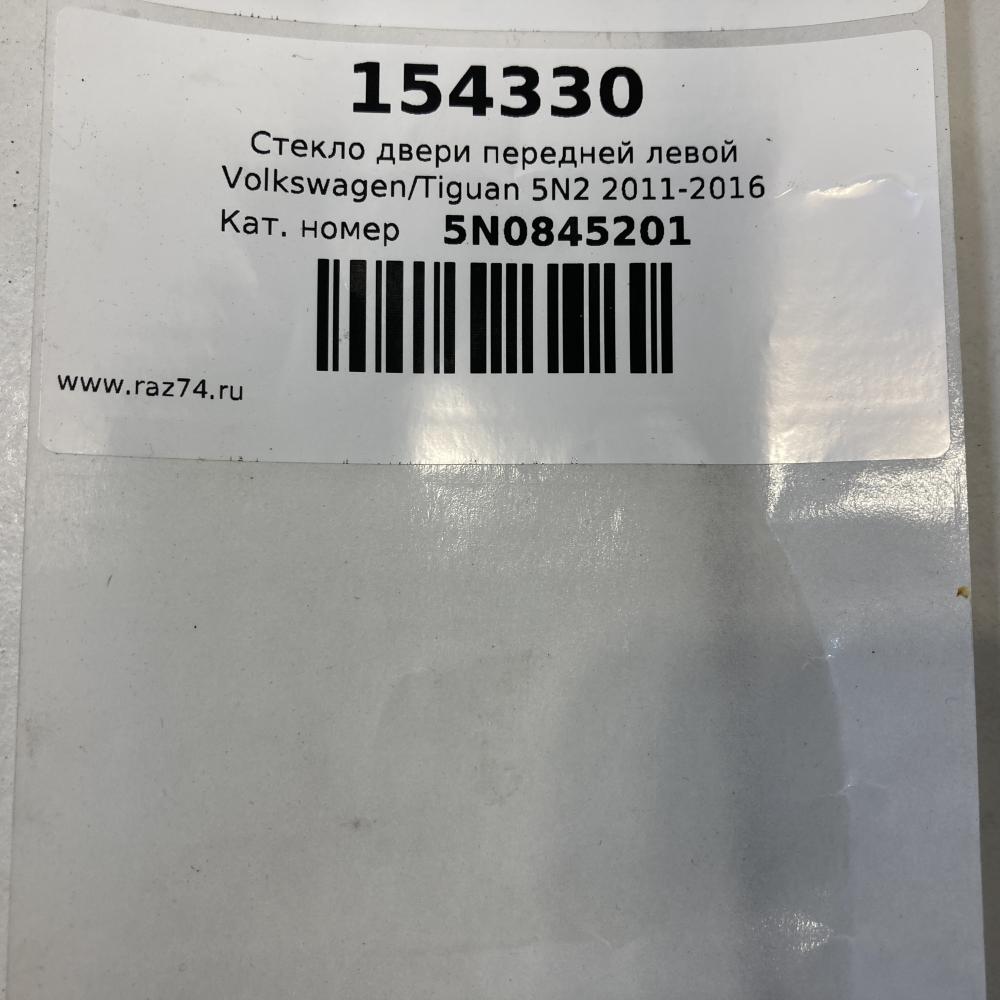 154330
Стекло двери передней левой
Volkswagen/Tiguan 5N2 2011-2016
Кат. номер 5N0845201
www.raz74.ru